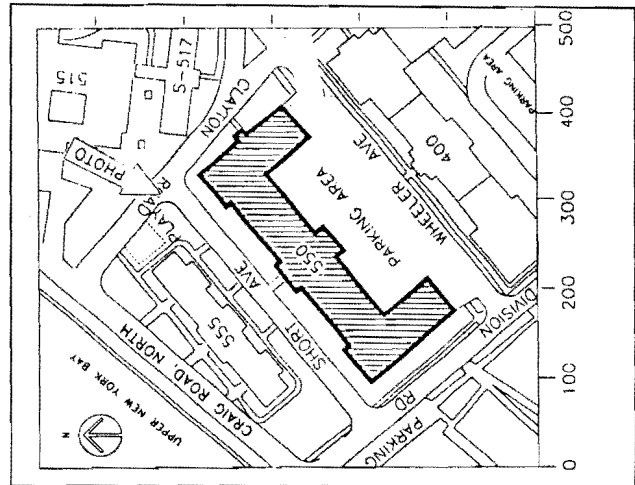 515
S-517
CLAYTON
PHOTO
ROAD
PLAY
SHORT AVE
555
CRAIG ROAD, NORTH
UPPER NEW YORK BAY
N
550
PARKING AREA
WHEELER AVE
400
PARKING AREA
DIVISION
RD
PARKING
0
100
200
300
400
500